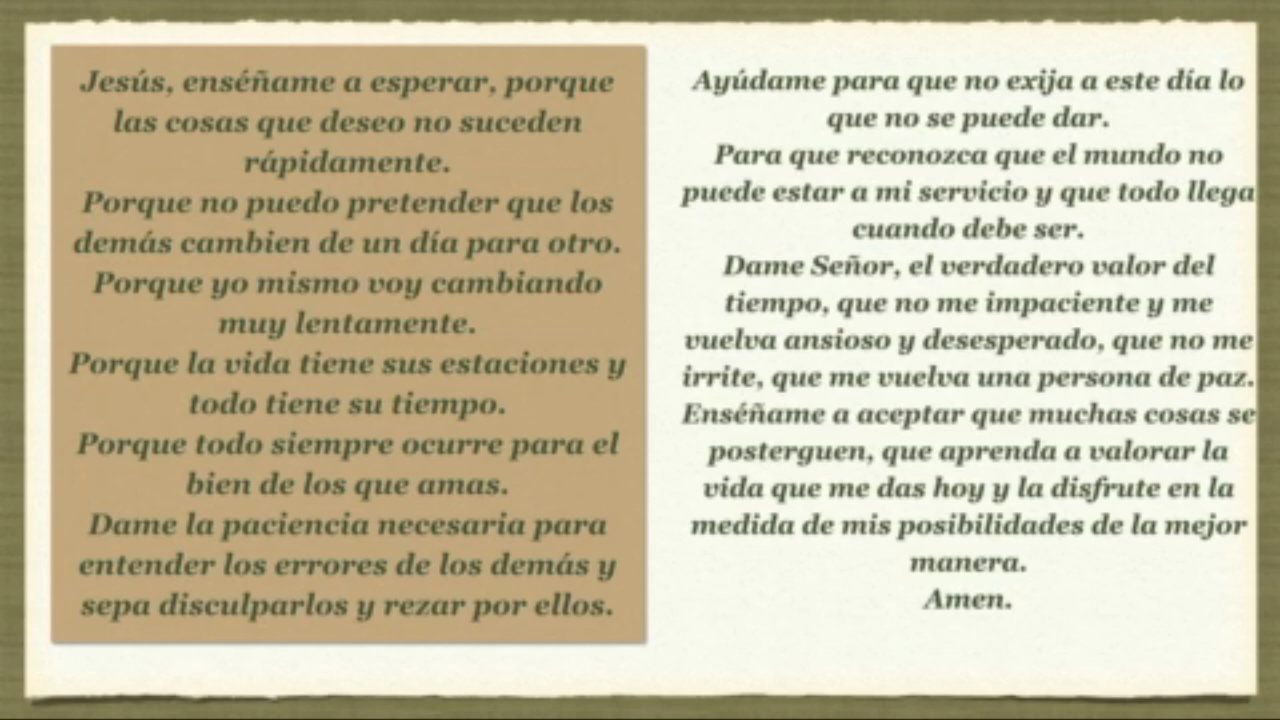 Jesús, enséñame a esperar, porque
las cosas que deseo no suceden
rápidamente.
Porque no puedo pretender que los
demás cambien de un día para otro.
Porque yo mismo voy cambiando
muy lentamente.
Porque la vida tiene sus estaciones y
todo tiene su tiempo.
Porque todo siempre ocurre para el
bien de los que amas.
Dame la paciencia necesaria para
entender los errores de los demás y
sepa disculparlos y rezar por ellos.
Ayúdame para que no exija a este día lo
que no se puede dar.
Para que reconozca que el mundo no
puede estar a mi servicio y que todo llega
cuando debe ser.
Dame Señor, el verdadero valor del
tiempo, que no me impaciente y me
vuelva ansioso y desesperado, que no me
irrite, que me vuelva una persona de paz.
Enséñame a aceptar que muchas cosas se
posterguen, que aprenda a valorar la
vida que me das hoy y la disfrute en la
medida de mis posibilidades de la mejor
manera.
Amen.